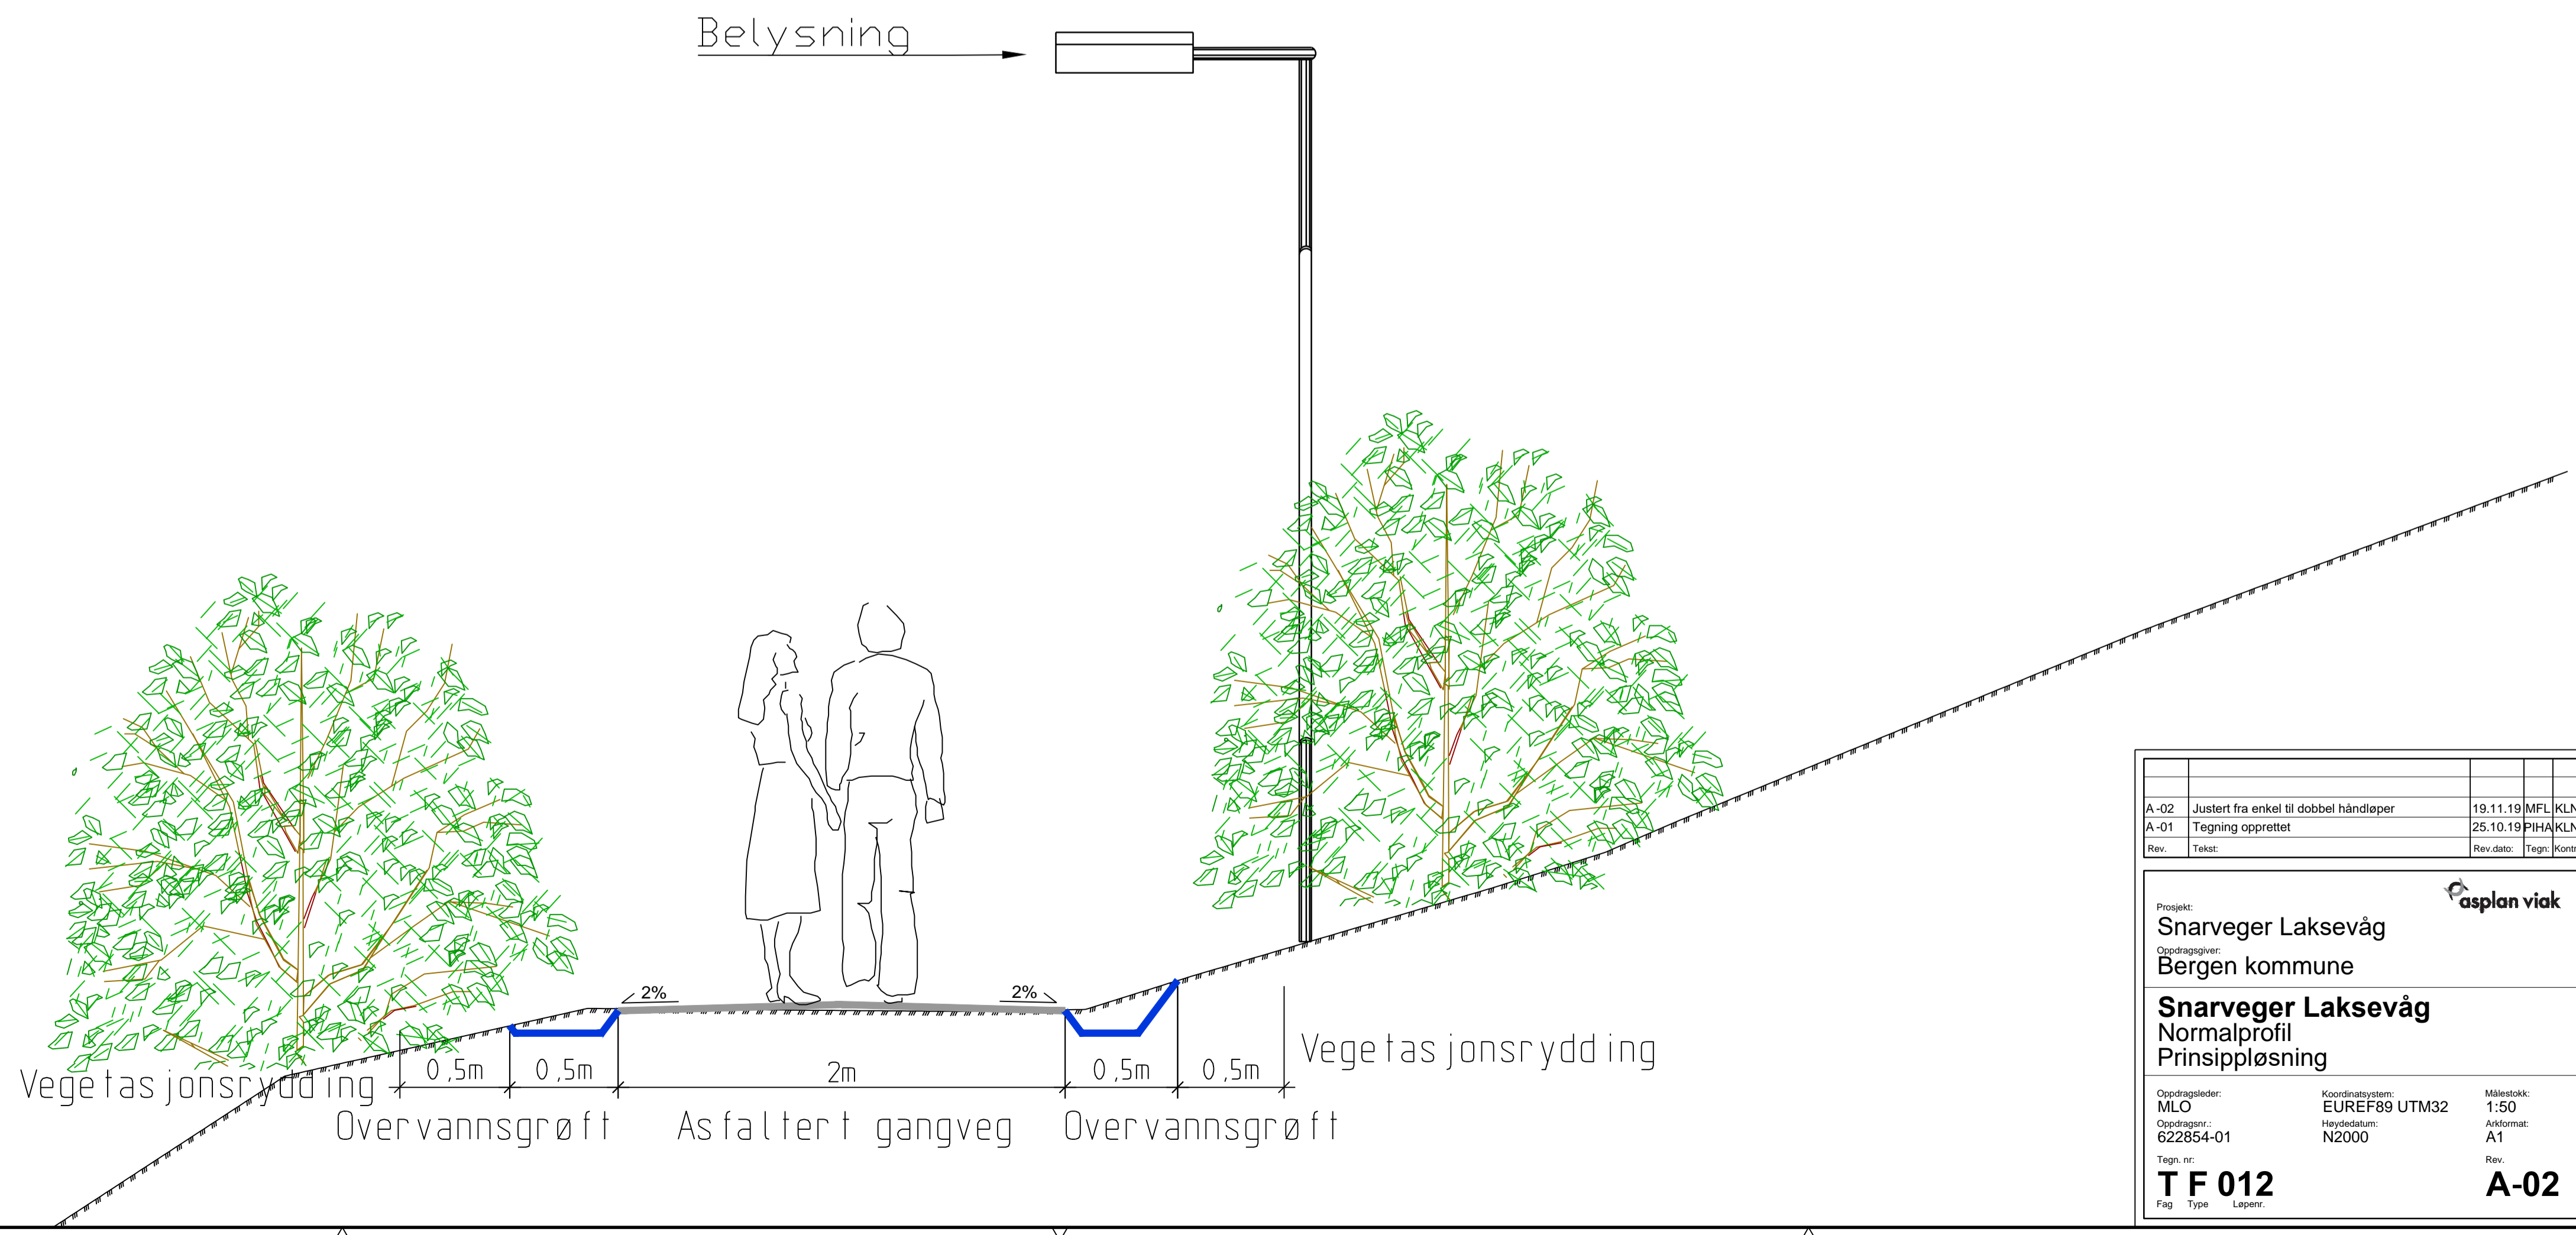 Belysning
2%
2%
0,5m
0,5m
2m
0,5m
0,5m
Vegetasjonsrydding
Vegetasjonsrydding
Overvannsgrøft
Asfaltert gangveg
Overvannsgrøft
A-02 Justert fra enkel til dobbel håndløper 19.11.19 MFL KLN
A-01 Tegning opprettet 25.10.19 PIHA KLN
Rev. Tekst: Rev.dato: Tegn: Kontr
asplan viak
Prosjekt:
Snarveger Laksevåg
Oppdragsgiver:
Bergen kommune
Snarveger Laksevåg
Normalprofil
Prinsippløsning
Oppdragsleder: Koordinatsystem: Målestokk:
MLO EUREF89 UTM32 1:50
Oppdragsnr.: Høydedatum: Arkformat:
622854-01 N2000 A1
Tegn. nr: Rev.
T F 012 A-02
Fag Type Løpenr.